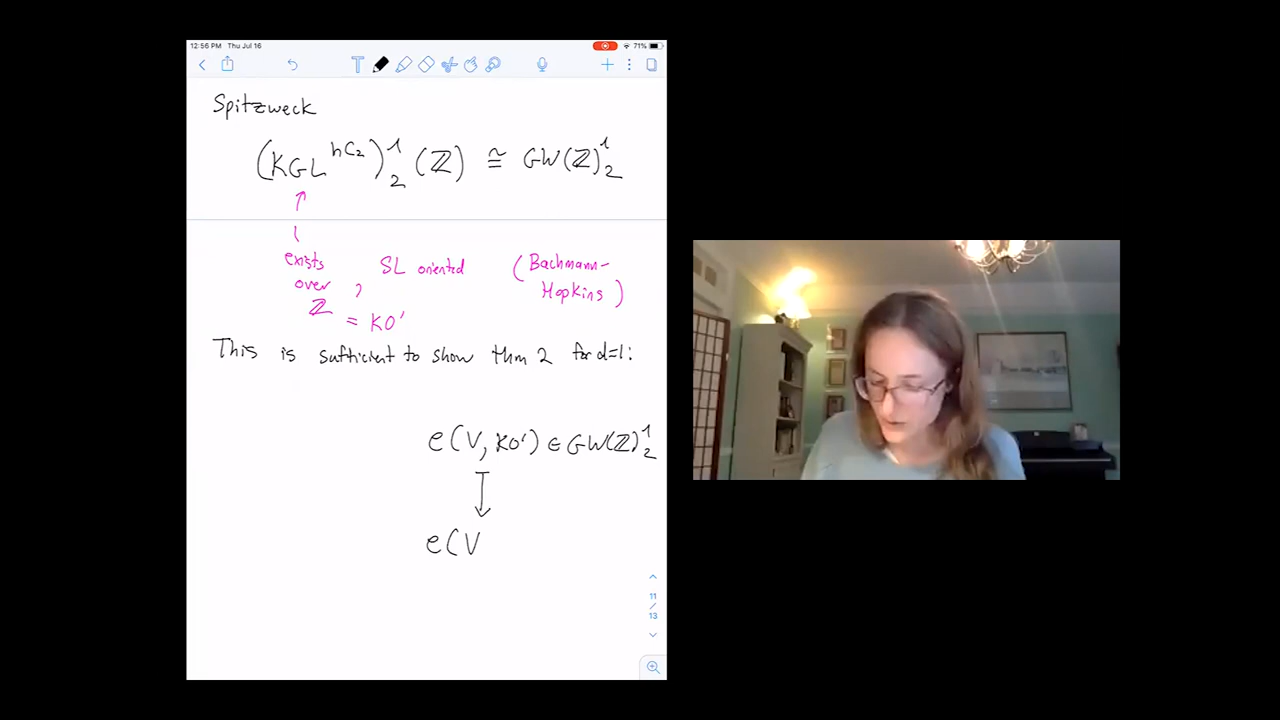 12:56 PM Thu Jul 16
71%
T
Spitzweck
(KGL^{hC_2})^1_2 (ℤ) ≅ GW(ℤ)^1_2
↑
exists over ℤ, SL oriented (Bachmann-Hopkins)
= KO'
This is sufficient to show thm 2 for d=1:
e(V, KO') ∈ GW(ℤ)^1_2
↧
e(V
11
/
13